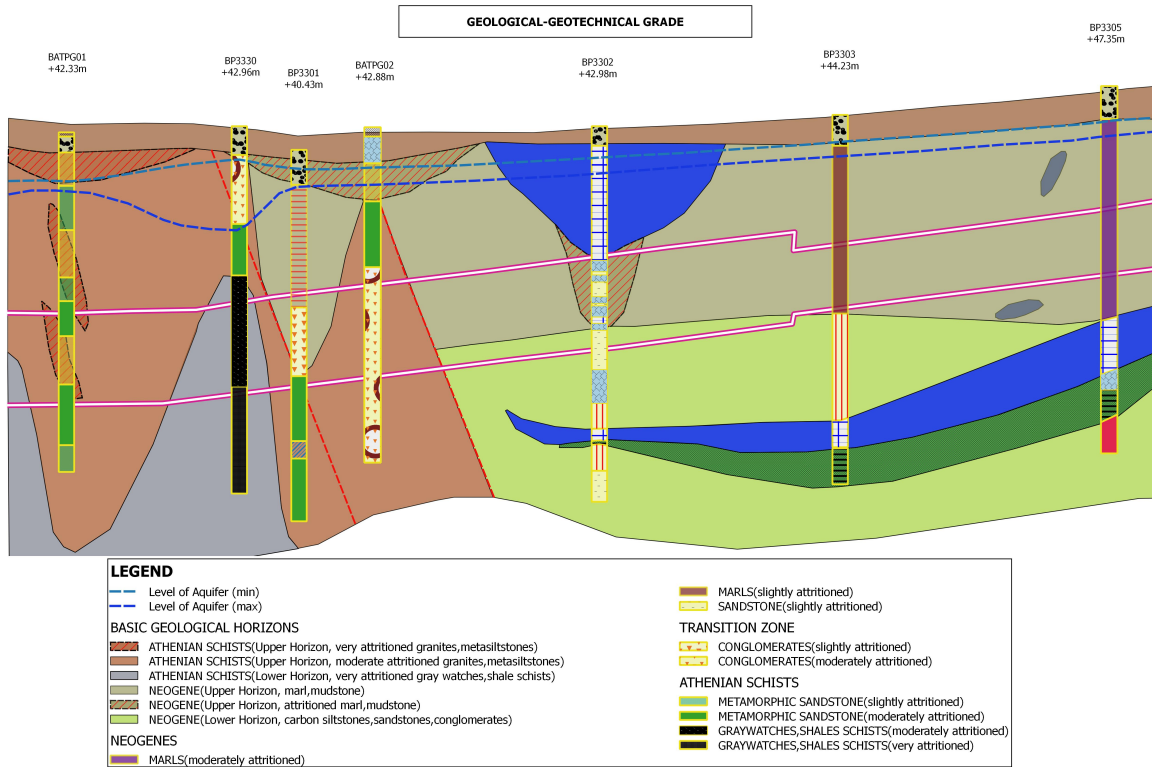 GEOLOGICAL-GEOTECHNICAL GRADE
BP3305
+47.35m
BATPG01
+42.33m
BP3330
+42.96m
BP3301
+40.43m
BATPG02
+42.88m
BP3302
+42.98m
BP3303
+44.23m
LEGEND
Level of Aquifer (min)
Level of Aquifer (max)
BASIC GEOLOGICAL HORIZONS
ATHENIAN SCHISTS(Upper Horizon, very attritioned granites,metasiltstones)
ATHENIAN SCHISTS(Upper Horizon, moderate attritioned granites,metasiltstones)
ATHENIAN SCHISTS(Lower Horizon, very attritioned gray watches,shale schists)
NEOGENE(Upper Horizon, marl,mudstone)
NEOGENE(Upper Horizon, attritioned marl,mudstone)
NEOGENE(Lower Horizon, carbon siltstones,sandstones,conglomerates)
NEOGENES
MARLS(moderately attritioned)
MARLS(slightly attritioned)
SANDSTONE(slightly attritioned)
TRANSITION ZONE
CONGLOMERATES(slightly attritioned)
CONGLOMERATES(moderately attritioned)
ATHENIAN SCHISTS
METAMORPHIC SANDSTONE(slightly attritioned)
METAMORPHIC SANDSTONE(moderately attritioned)
GRAYWATCHES,SHALES SCHISTS(moderately attritioned)
GRAYWATCHES,SHALES SCHISTS(very attritioned)